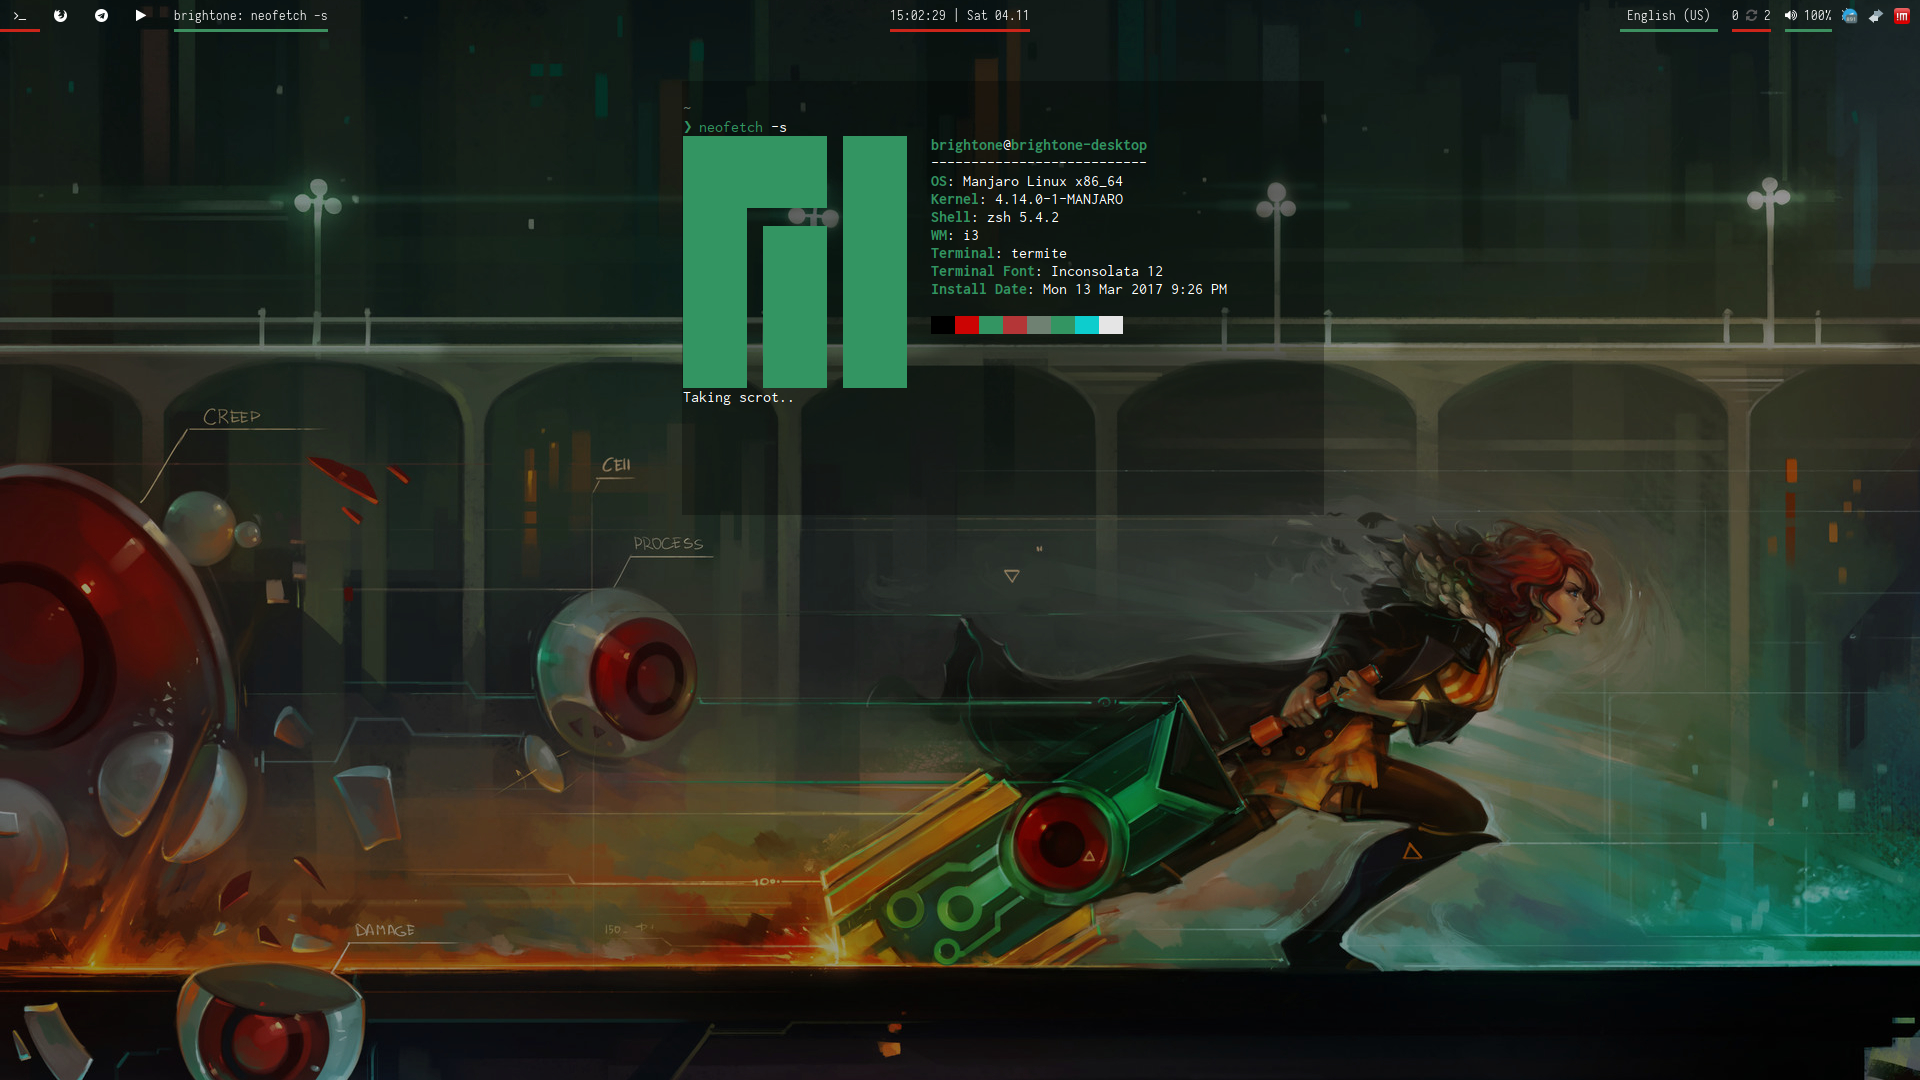 brightone: neofetch -s
15:02:29 | Sat 04.11
English (US)
0 2
100%
~
❯ neofetch -s
brightone@brightone-desktop
---------------------------
OS: Manjaro Linux x86_64
Kernel: 4.14.0-1-MANJARO
Shell: zsh 5.4.2
WM: i3
Terminal: termite
Terminal Font: Inconsolata 12
Install Date: Mon 13 Mar 2017 9:26 PM
Taking scrot..
CREEP
CEll
PROCESS
DAMAGE